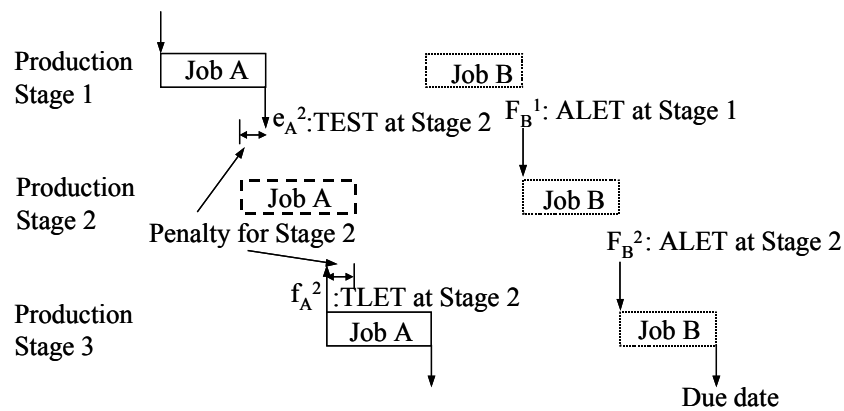 Production
Stage 1
Job A
Job B
e_A^2:TEST at Stage 2
F_B^1: ALET at Stage 1
Production
Stage 2
Job A
Job B
Penalty for Stage 2
F_B^2: ALET at Stage 2
f_A^2 :TLET at Stage 2
Production
Stage 3
Job A
Job B
Due date